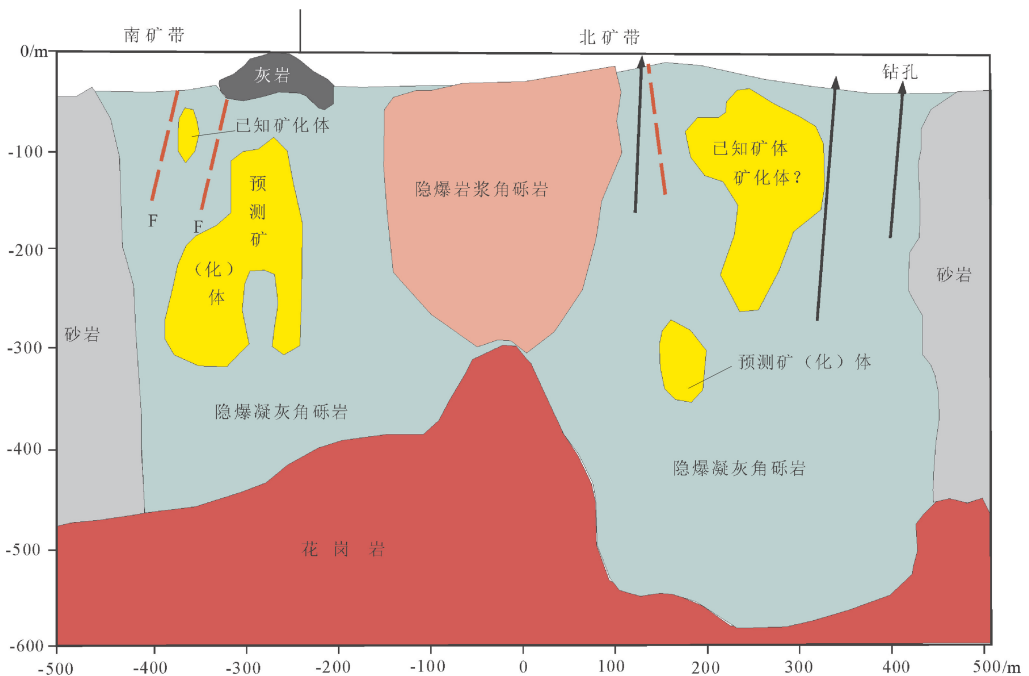 南矿带
北矿带
0/m
灰岩
钻孔
已知矿化体
-100
已知矿体
矿化体?
预
测
矿
(化)
体
隐爆岩浆角砾岩
F
F
-200
砂岩
砂岩
-300
预测矿(化)体
隐爆凝灰角砾岩
-400
隐爆凝灰角砾岩
花岗岩
-500
-600
-500
-400
-300
-200
-100
0
100
200
300
400
500/m